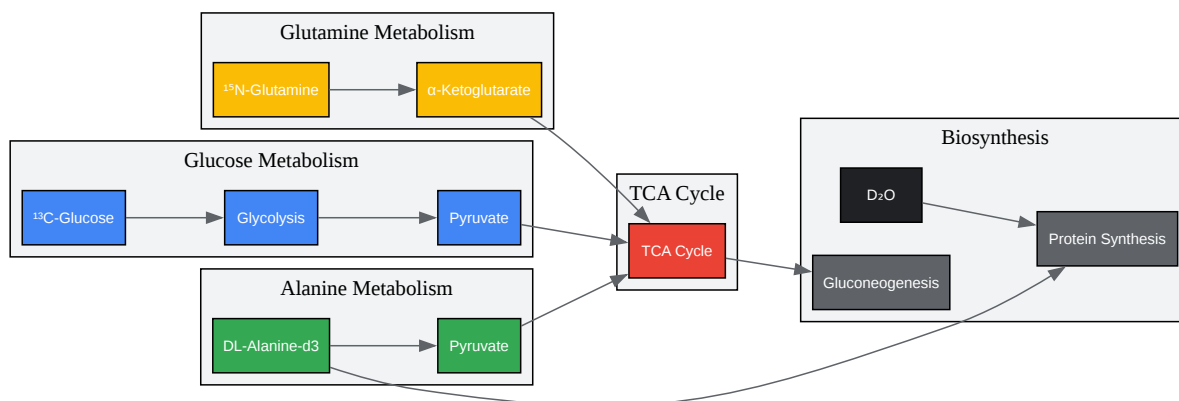 Glutamine Metabolism
¹⁵N-Glutamine
α-Ketoglutarate
Glucose Metabolism
¹³C-Glucose
Glycolysis
Pyruvate
Alanine Metabolism
DL-Alanine-d3
Pyruvate
TCA Cycle
TCA Cycle
Biosynthesis
D₂O
Protein Synthesis
Gluconeogenesis